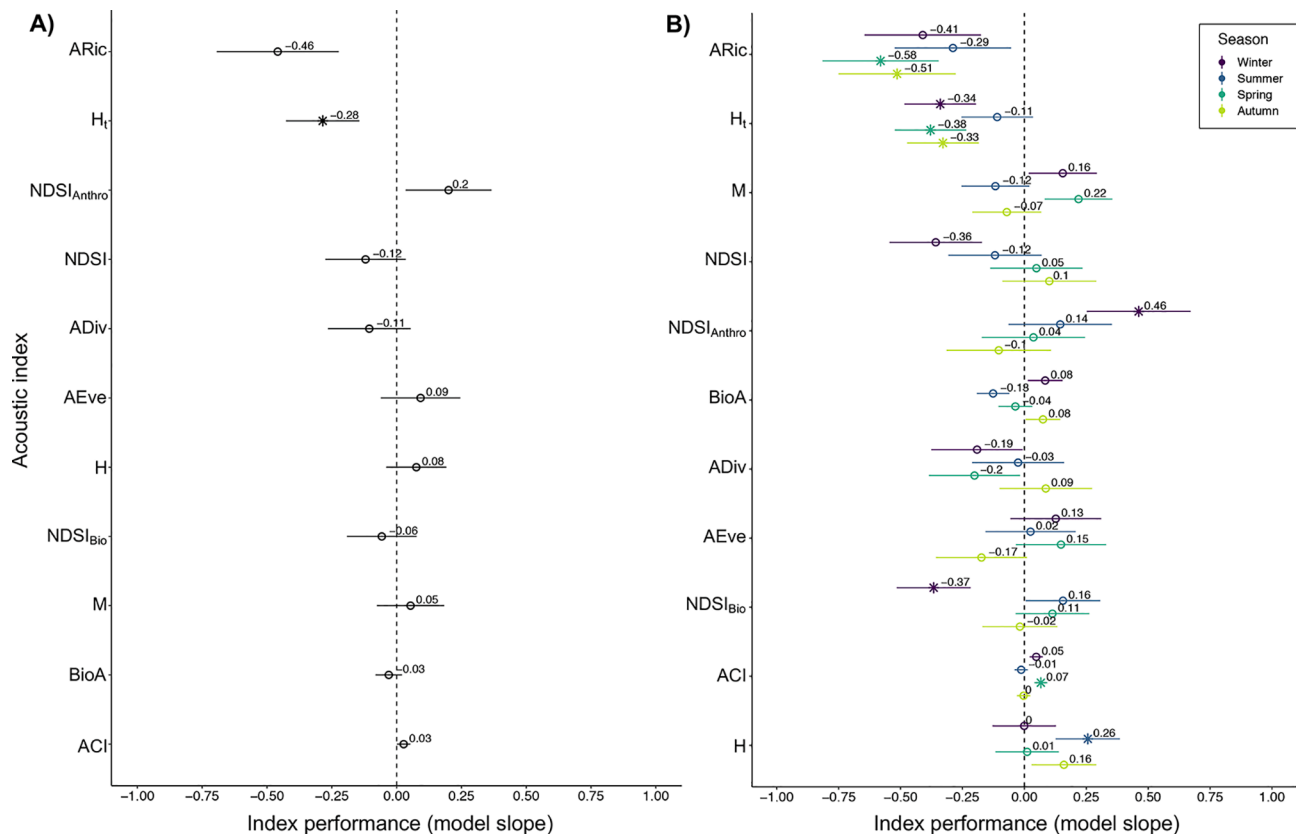 A)
Acoustic index
ARic
−0.46
Ht
−0.28
NDSIAnthro
0.2
NDSI
−0.12
ADiv
−0.11
AEve
0.09
H
0.08
NDSIBio
−0.06
M
0.05
BioA
−0.03
ACI
0.03
−1.00 −0.75 −0.50 −0.25 0.00 0.25 0.50 0.75 1.00
Index performance (model slope)
B)
Season
Winter
Summer
Spring
Autumn
ARic
−0.41
−0.29
−0.58
−0.51
Ht
−0.34
−0.11
−0.38
−0.33
M
0.16
−0.12
0.22
−0.07
NDSI
−0.36
−0.12
0.05
0.1
NDSIAnthro
0.46
0.14
0.04
−0.1
BioA
0.08
−0.13
−0.04
0.08
ADiv
−0.19
−0.03
−0.2
0.09
AEve
0.13
0.02
0.15
−0.17
NDSIBio
−0.37
0.16
0.11
−0.02
ACI
0.05
−0.01
0.07
0
H
0
0.26
0.01
0.16
−1.00 −0.75 −0.50 −0.25 0.00 0.25 0.50 0.75 1.00
Index performance (model slope)